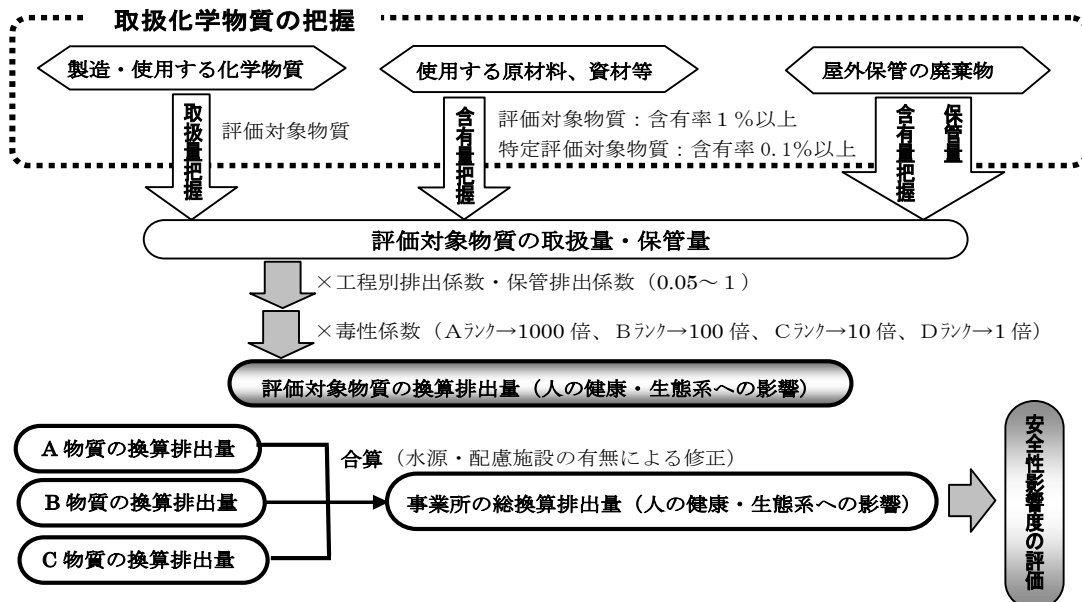 取扱化学物質の把握
製造・使用する化学物質
使用する原材料、資材等
屋外保管の廃棄物
取扱量把握
評価対象物質
含有量把握
評価対象物質：含有率１%以上
特定評価対象物質：含有率 0.1%以上
保管量
含有量把握
評価対象物質の取扱量・保管量
×工程別排出係数・保管排出係数（0.05～１）
×毒性係数（Aﾗﾝｸ→1000 倍、Bﾗﾝｸ→100 倍、Cﾗﾝｸ→10 倍、Dﾗﾝｸ→1 倍）
評価対象物質の換算排出量（人の健康・生態系への影響）
A 物質の換算排出量
B 物質の換算排出量
C 物質の換算排出量
合算（水源・配慮施設の有無による修正）
事業所の総換算排出量（人の健康・生態系への影響）
安全性影響度の評価